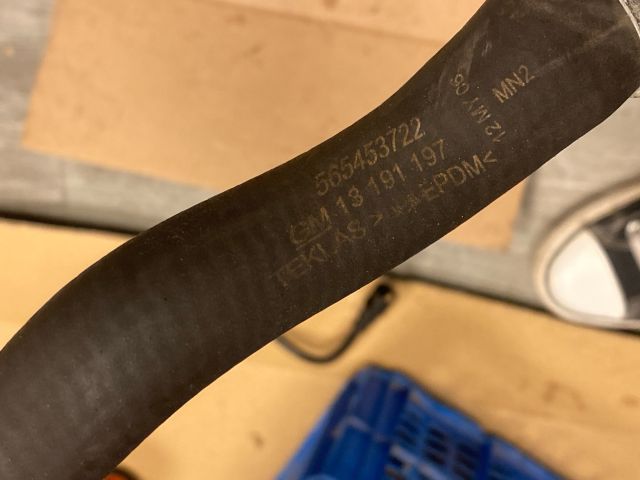 565453722
GM 13 191 197
TEKLAS > EPDM<
12 MY 08
MN2